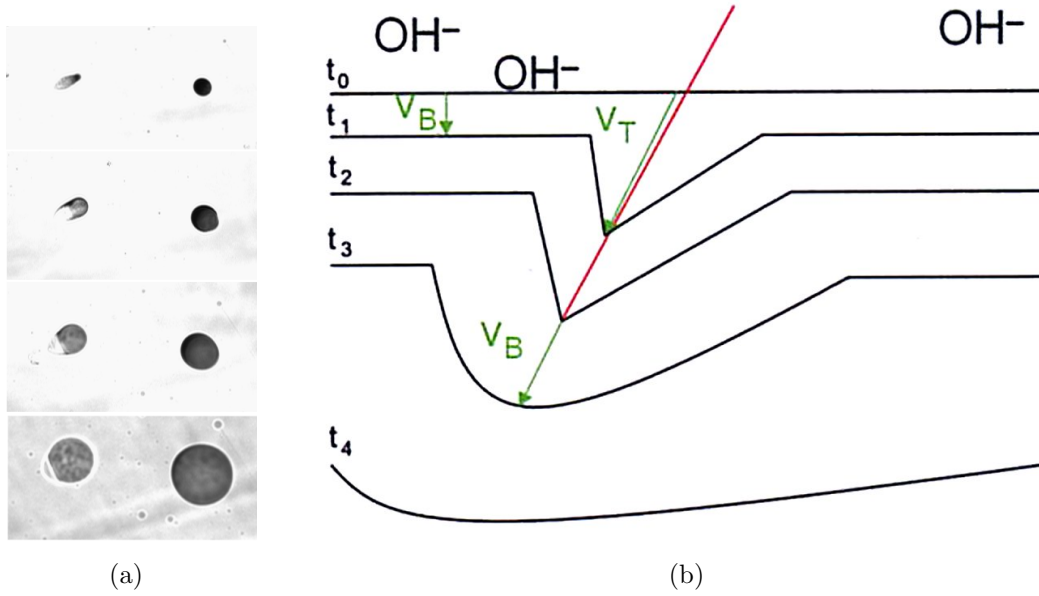 OH⁻
OH⁻
OH⁻
t₀
V_B
V_T
t₁
t₂
t₃
V_B
t₄
(a)
(b)